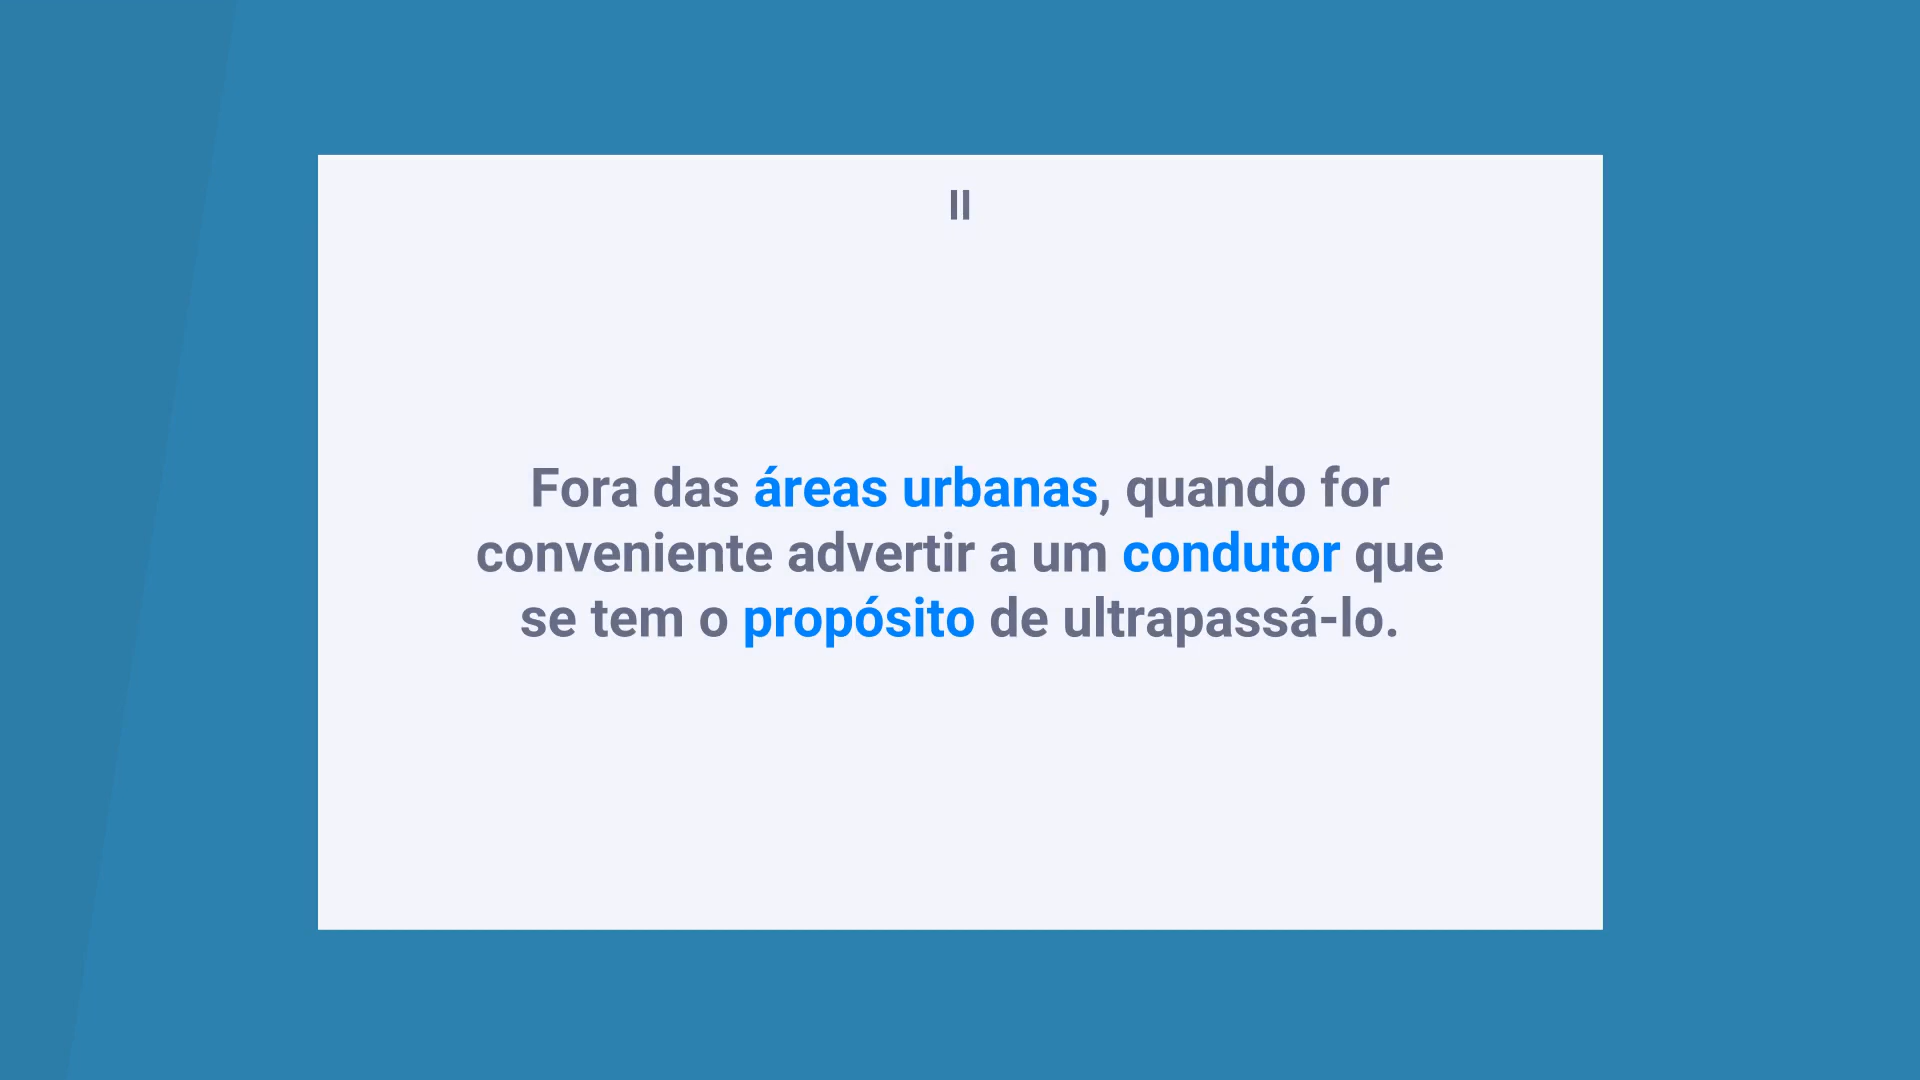 II
Fora das áreas urbanas, quando for
conveniente advertir a um condutor que
se tem o propósito de ultrapassá-lo.